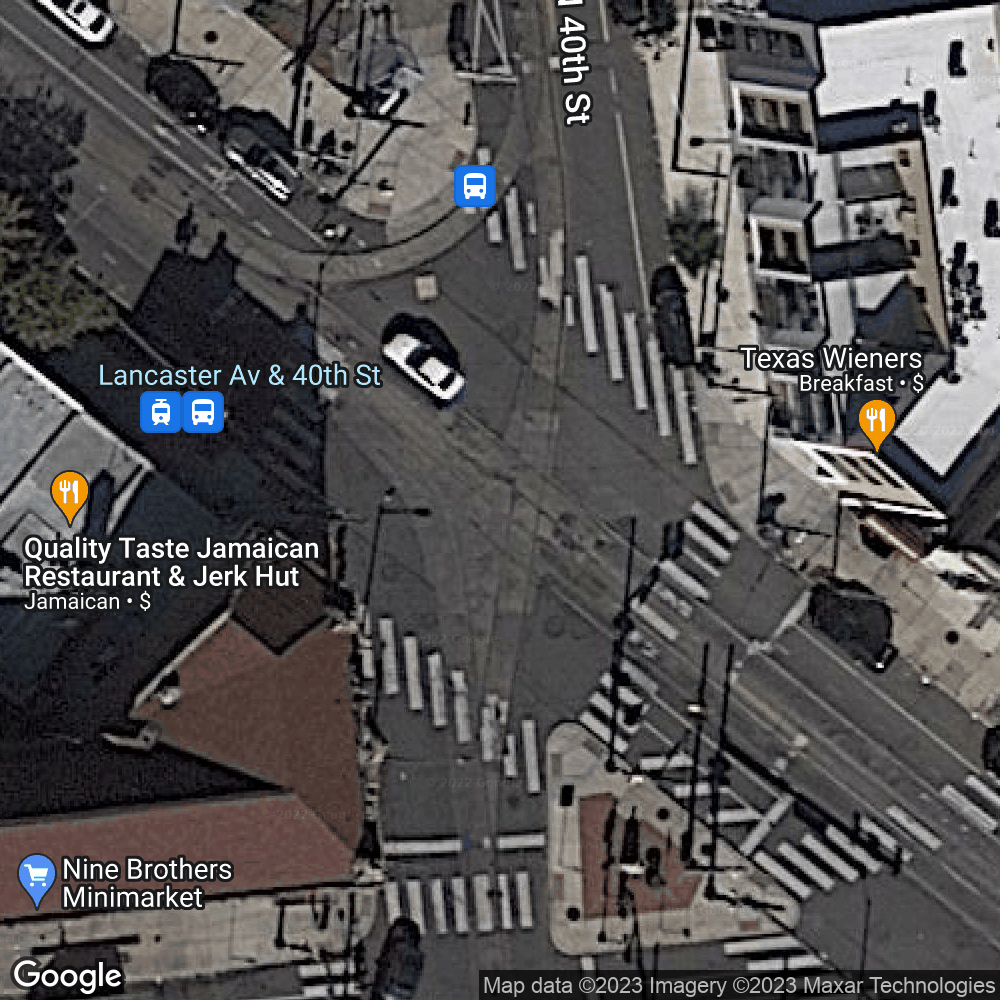 N 40th St
Texas Wieners
Breakfast • $
Lancaster Av & 40th St
Quality Taste Jamaican
Restaurant & Jerk Hut
Jamaican • $
Nine Brothers
Minimarket
Google
Map data ©2023 Imagery ©2023 Maxar Technologies